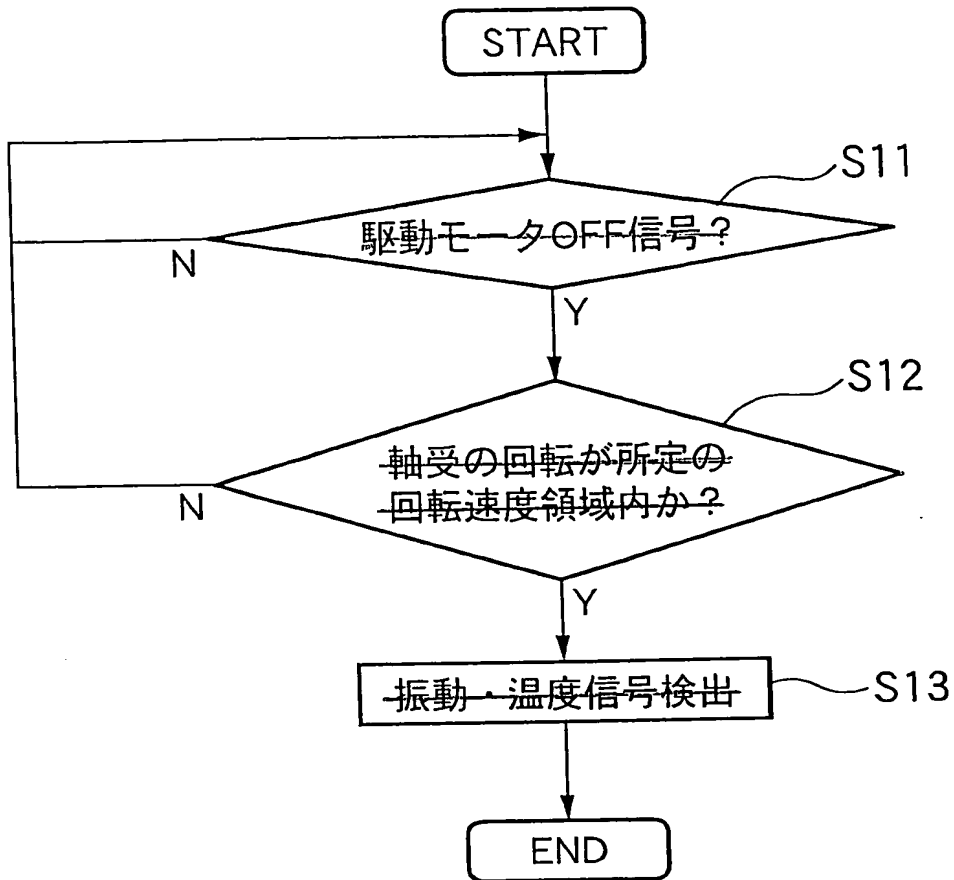 START
S11
駆動モータOFF信号?
N
Y
S12
軸受の回転が所定の
回転速度領域内か?
N
Y
振動・温度信号検出
S13
END